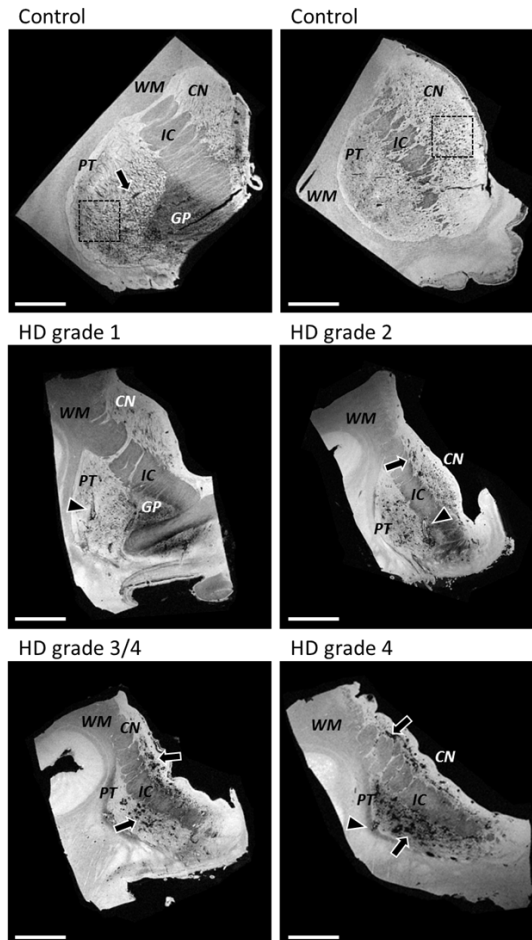 Control
Control
WM
CN
IC
PT
GP
CN
IC
PT
WM
HD grade 1
HD grade 2
WM
CN
PT
IC
GP
WM
CN
IC
PT
HD grade 3/4
HD grade 4
WM
CN
PT
IC
WM
CN
PT
IC